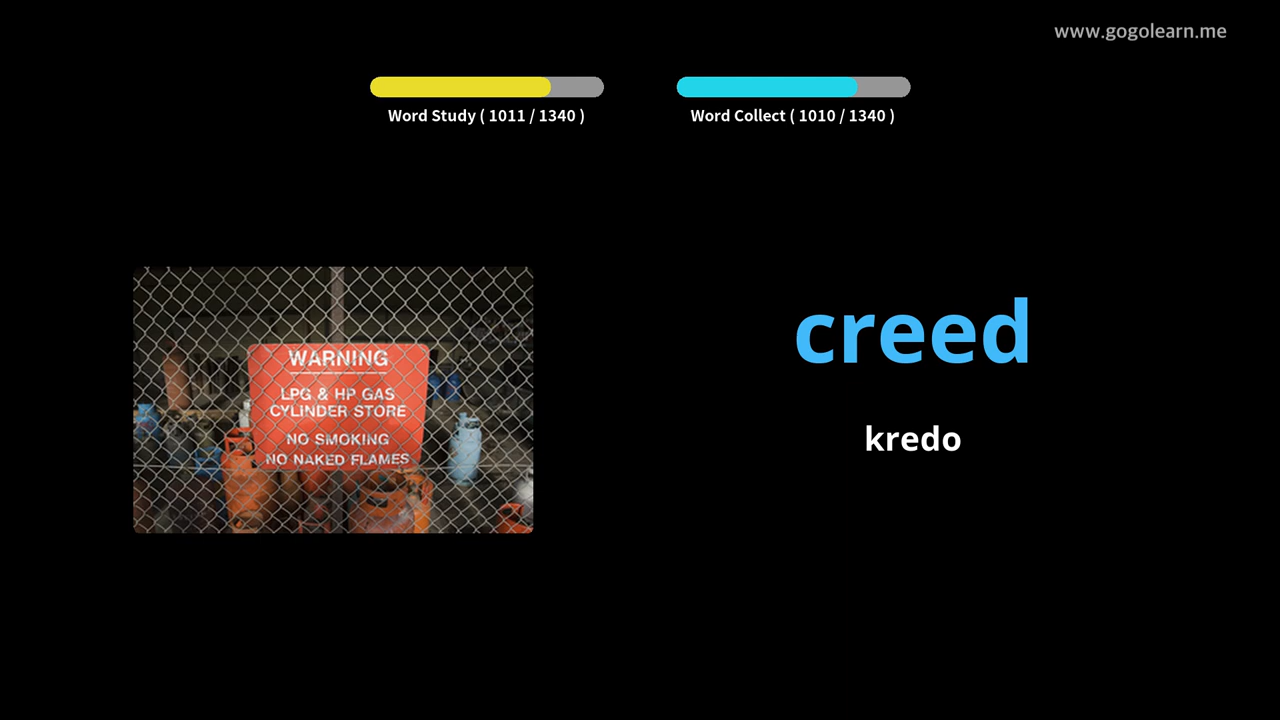 www.gogolearn.me
Word Study ( 1011 / 1340 )
Word Collect ( 1010 / 1340 )
WARNING
LPG & HP GAS
CYLINDER STORE
NO SMOKING
NO NAKED FLAMES
creed
kredo